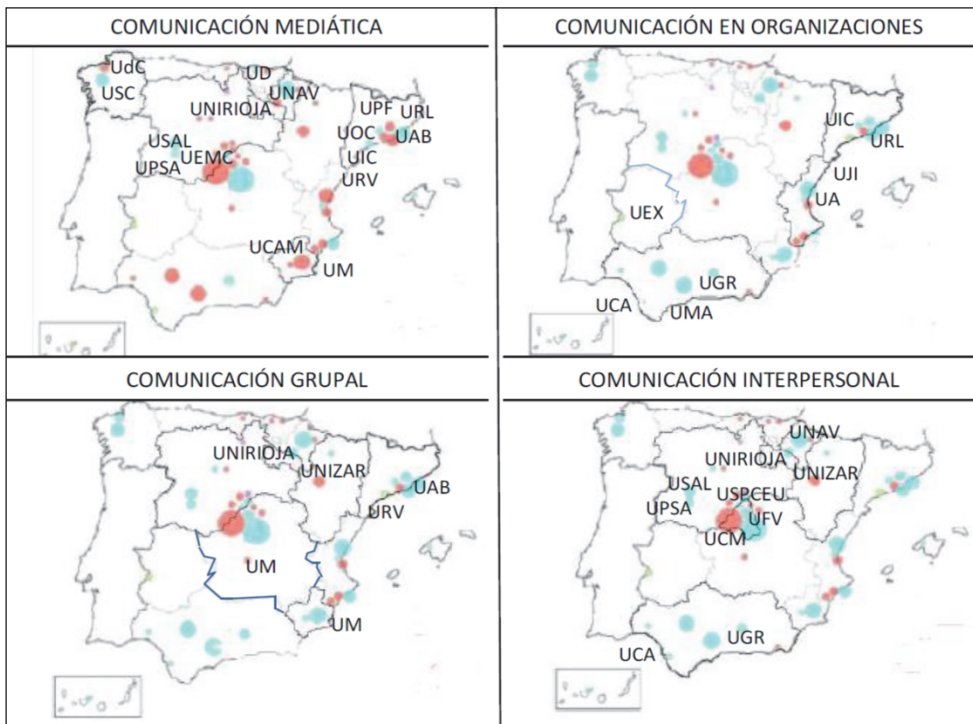 COMUNICACIÓN MEDIÁTICA
UdC
USC
UD
UNAV
UNIRIOJA
UPF
URL
USAL
UOC
UAB
UPSA
UEMC
UIC
URV
UCAM
UM
COMUNICACIÓN EN ORGANIZACIONES
UIC
URL
UJI
UA
UEX
UGR
UCA
UMA
COMUNICACIÓN GRUPAL
UNIRIOJA
UNIZAR
UAB
URV
UM
UM
COMUNICACIÓN INTERPERSONAL
UNAV
UNIRIOJA
UNIZAR
USAL
USPCEU
UPSA
UFV
UCM
UGR
UCA